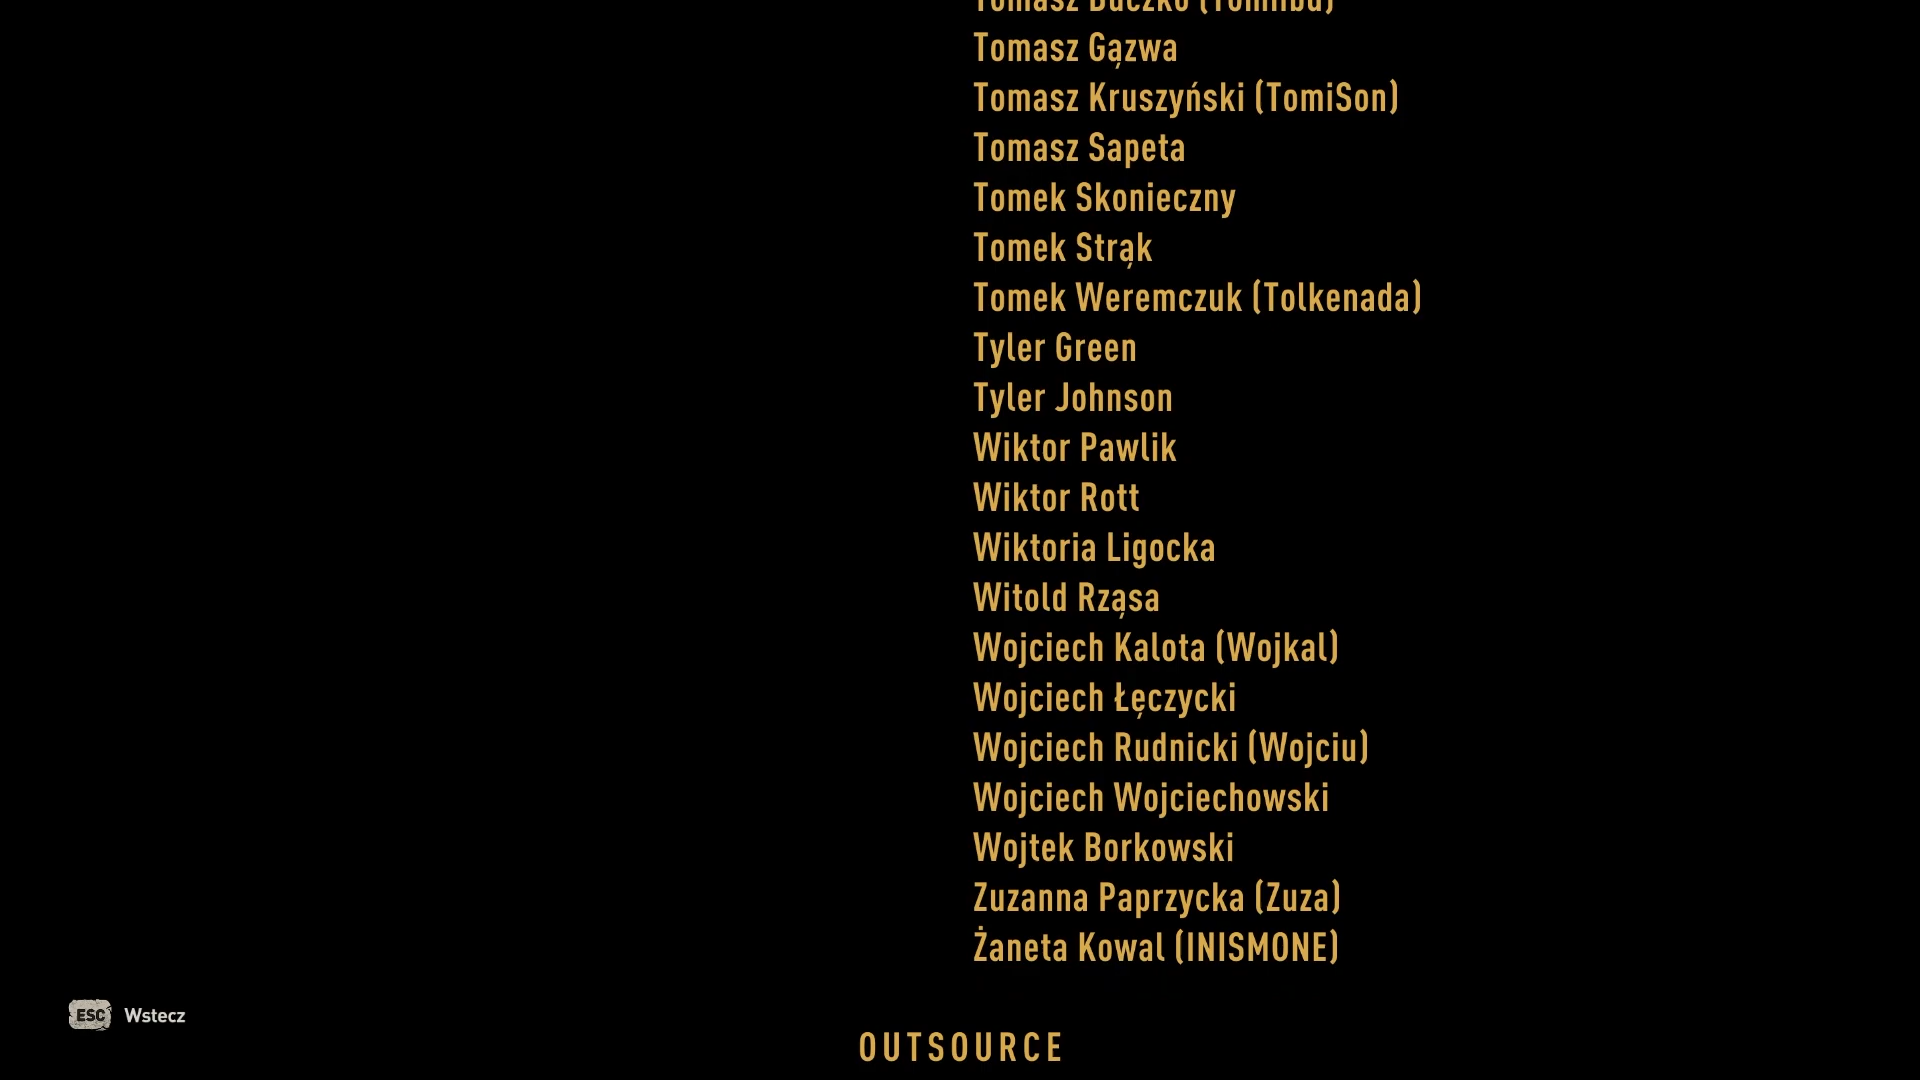 Tomasz Gązwa
Tomasz Kruszyński (TomiSon)
Tomasz Sapeta
Tomek Skonieczny
Tomek Strąk
Tomek Weremczuk (Tolkenada)
Tyler Green
Tyler Johnson
Wiktor Pawlik
Wiktor Rott
Wiktoria Ligocka
Witold Rząsa
Wojciech Kalota (Wojkal)
Wojciech Łęczycki
Wojciech Rudnicki (Wojciu)
Wojciech Wojciechowski
Wojtek Borkowski
Zuzanna Paprzycka (Zuza)
Żaneta Kowal (INISMONE)
ESC Wstecz
OUTSOURCE